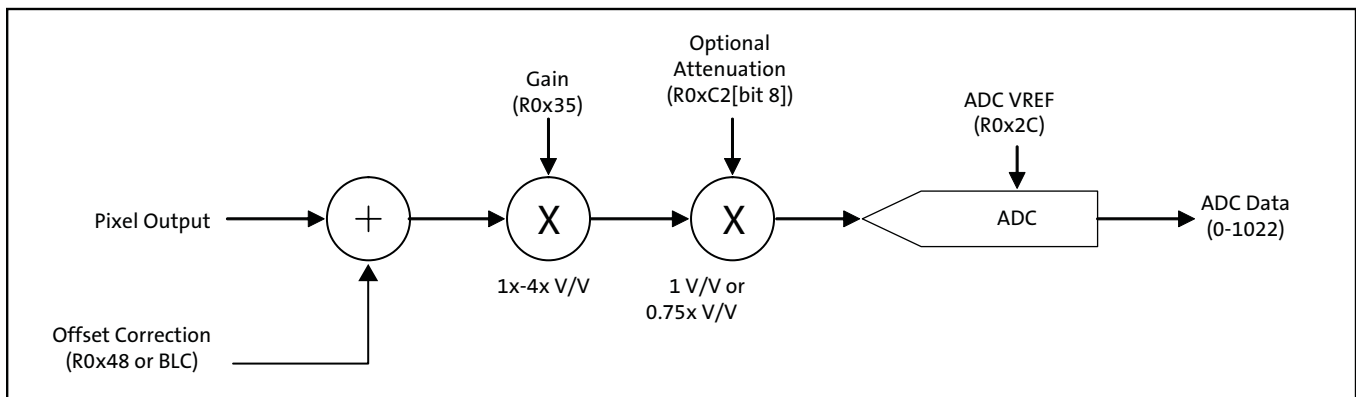 Optional
Attenuation
(R0xC2[bit 8])
Gain
(R0x35)
ADC VREF
(R0x2C)
Pixel Output
+
X
X
ADC
ADC Data
(0-1022)
1x-4x V/V
1 V/V or
0.75x V/V
Offset Correction
(R0x48 or BLC)